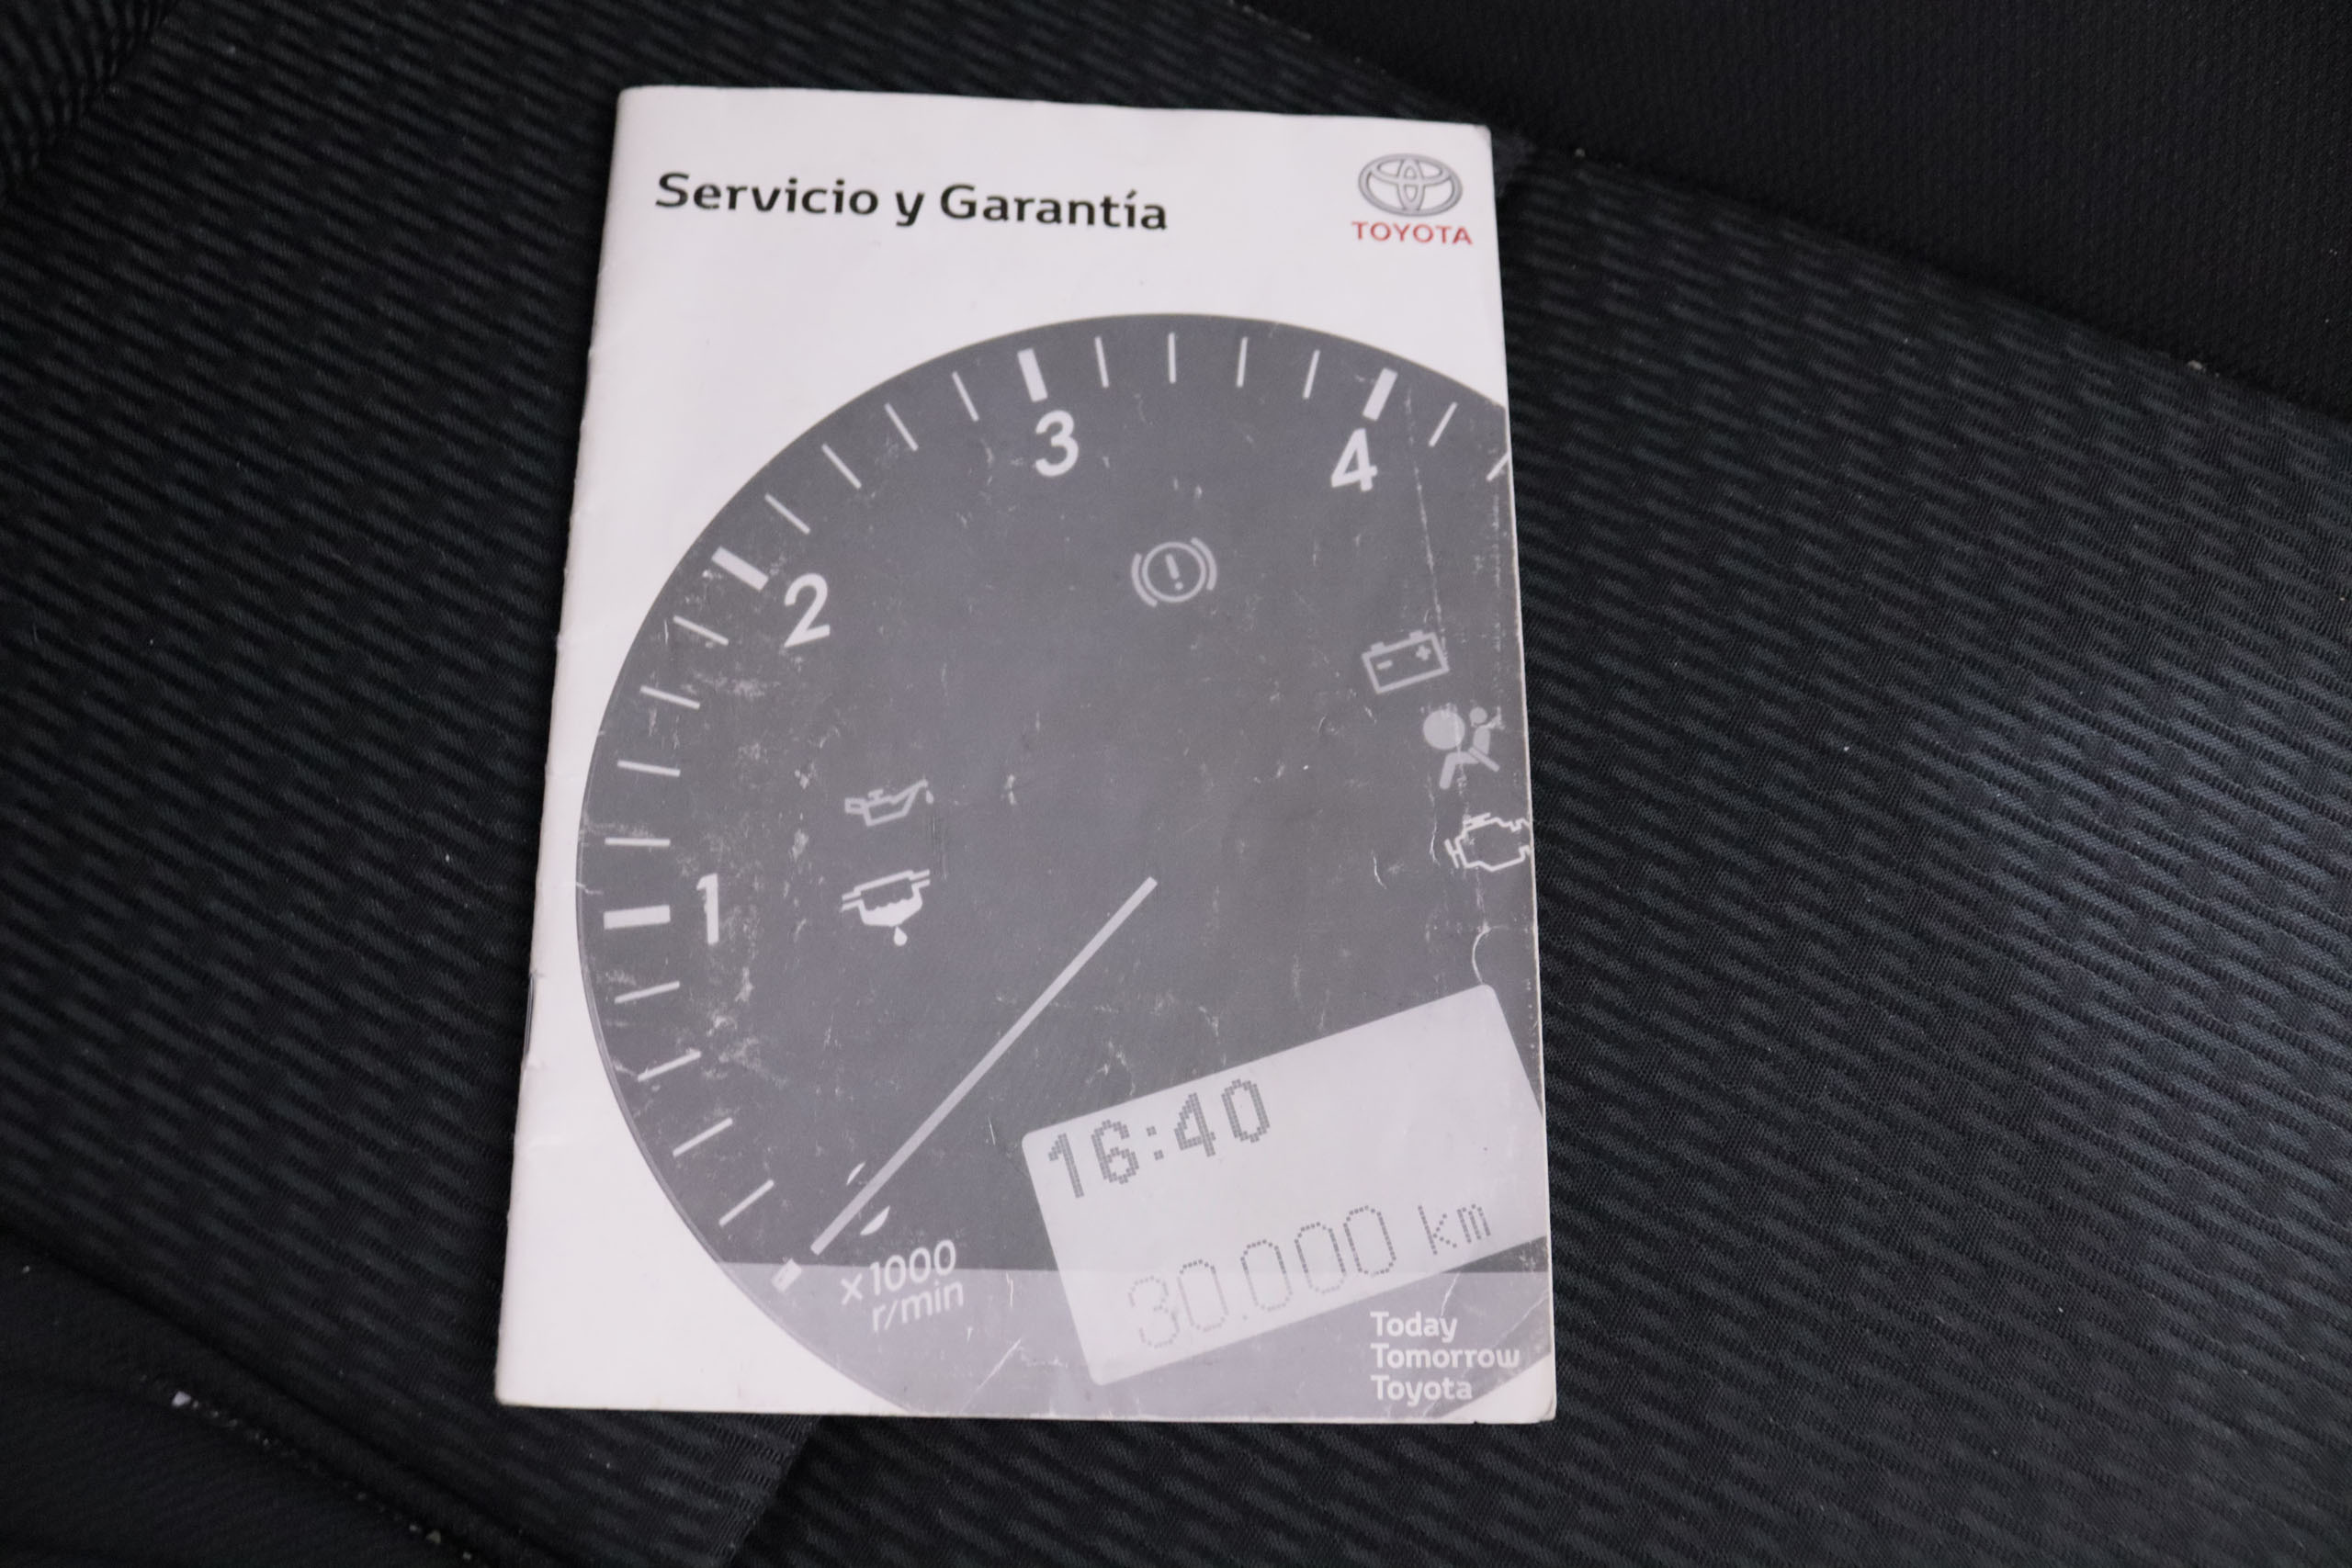 Servicio y Garantía
TOYOTA
3
4
2
1
16:40
30.000 km
x1000
r/min
Today
Tomorrow
Toyota